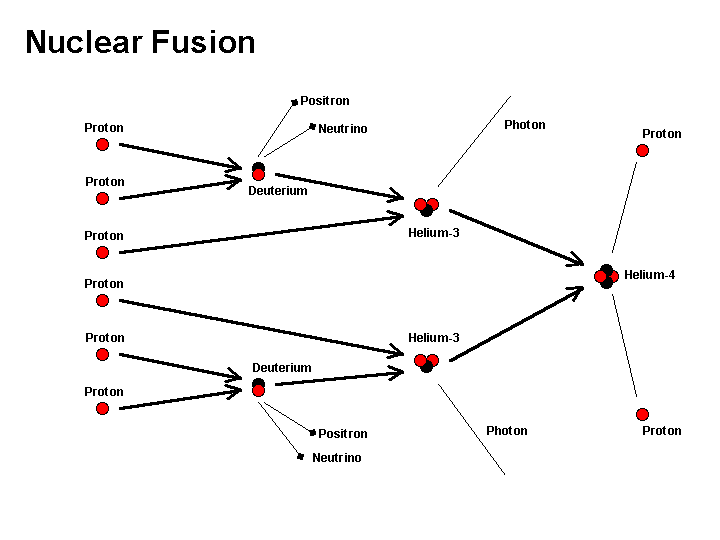 Nuclear Fusion
Positron
Proton
Neutrino
Photon
Proton
Proton
Deuterium
Proton
Helium-3
Helium-4
Proton
Proton
Helium-3
Deuterium
Proton
Positron
Photon
Proton
Neutrino